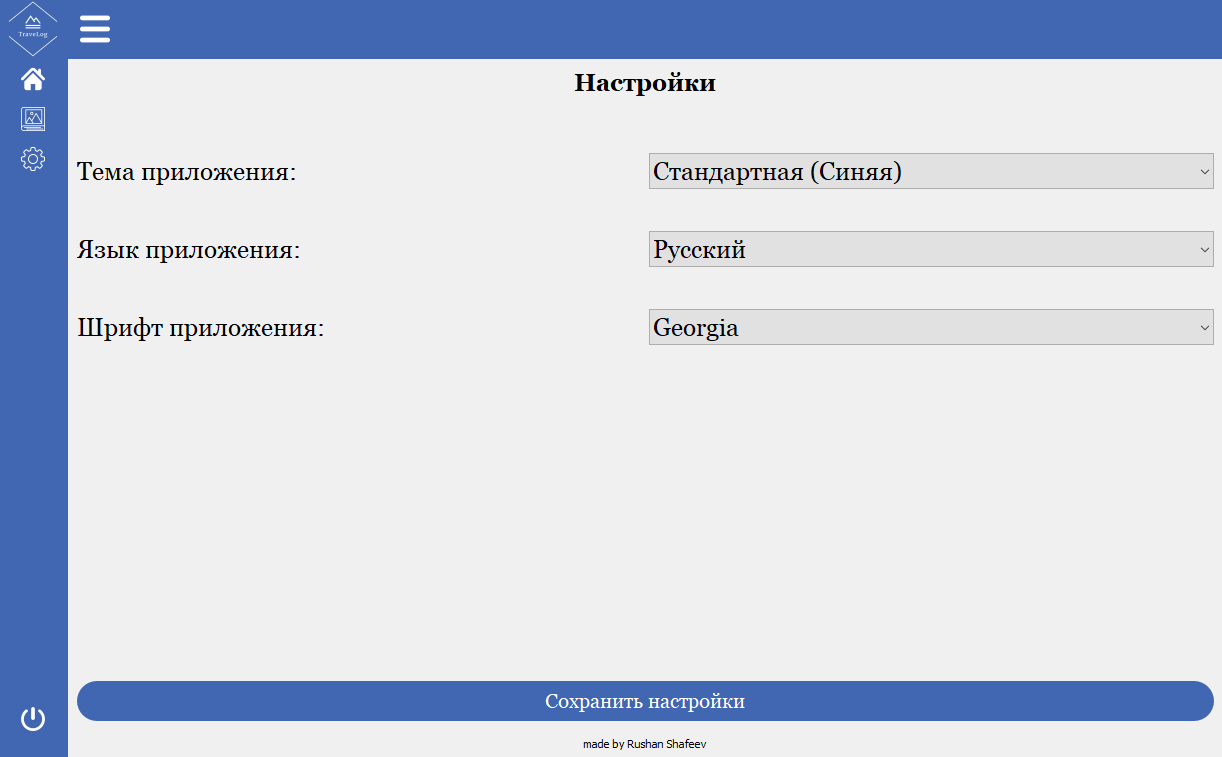 TraveLog
Настройки
Тема приложения: Стандартная (Синяя)
Язык приложения: Русский
Шрифт приложения: Georgia
Сохранить настройки
made by Rushan Shafeev